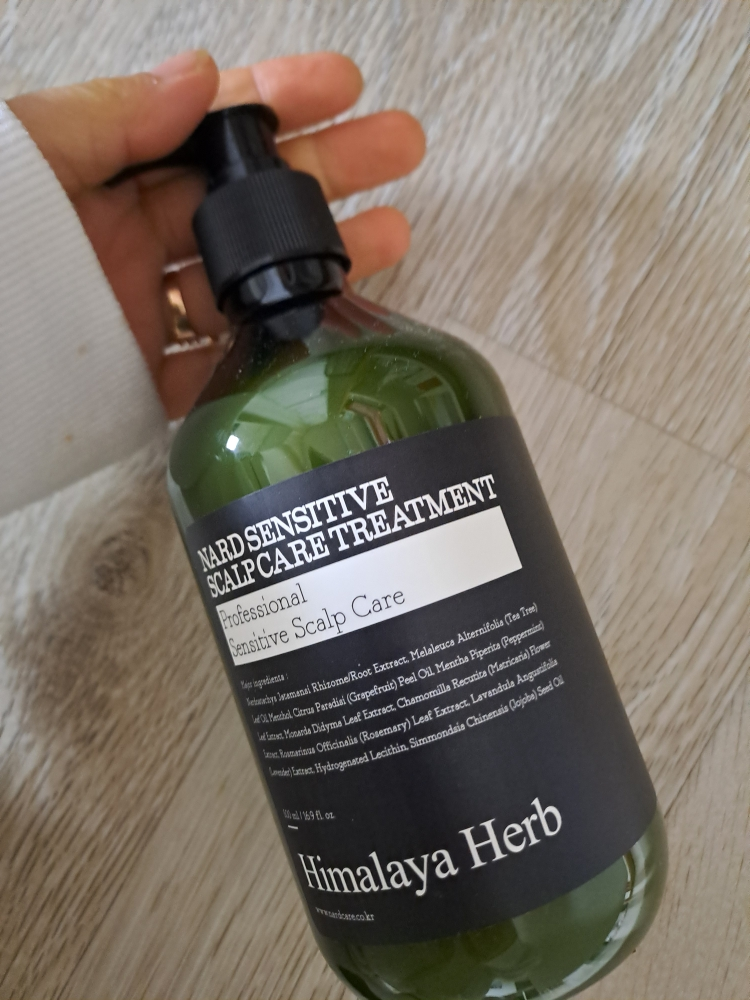 NARD SENSITIVE
SCALP CARE TREATMENT
Professional
Sensitive Scalp Care
Major ingredients :
Nardostachys Jatamansi Rhizome/Root Extract, Melaleuca Alternifolia (Tea Tree)
Leaf Oil, Menthol, Citrus Paradisi (Grapefruit) Peel Oil, Mentha Piperita (Peppermint)
Leaf Extract, Monarda Didyma Leaf Extract, Chamomilla Recutita (Matricaria) Flower
Extract, Rosmarinus Officinalis (Rosemary) Leaf Extract, Lavandula Angustifolia
(Lavender) Extract, Hydrogenated Lecithin, Simmondsia Chinensis (Jojoba) Seed Oil
500 ml / 16.9 fl. oz.
Himalaya Herb
www.nardcare.co.kr